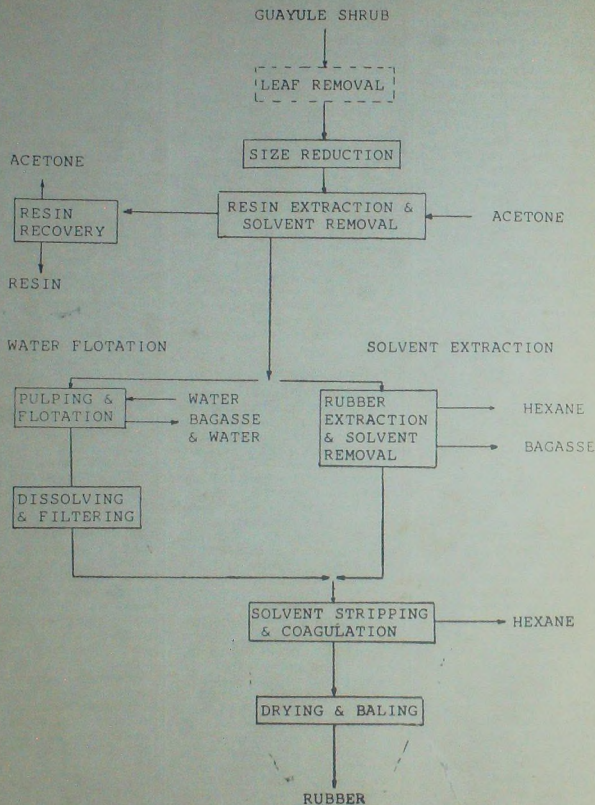 GUAYULE SHRUB
LEAF REMOVAL
SIZE REDUCTION
ACETONE
RESIN
RECOVERY
RESIN EXTRACTION &
SOLVENT REMOVAL
ACETONE
RESIN
WATER FLOTATION
SOLVENT EXTRACTION
PULPING &
FLOTATION
WATER
BAGASSE
& WATER
RUBBER
EXTRACTION
& SOLVENT
REMOVAL
HEXANE
BAGASSE
DISSOLVING
& FILTERING
SOLVENT STRIPPING
& COAGULATION
HEXANE
DRYING & BALING
RUBBER